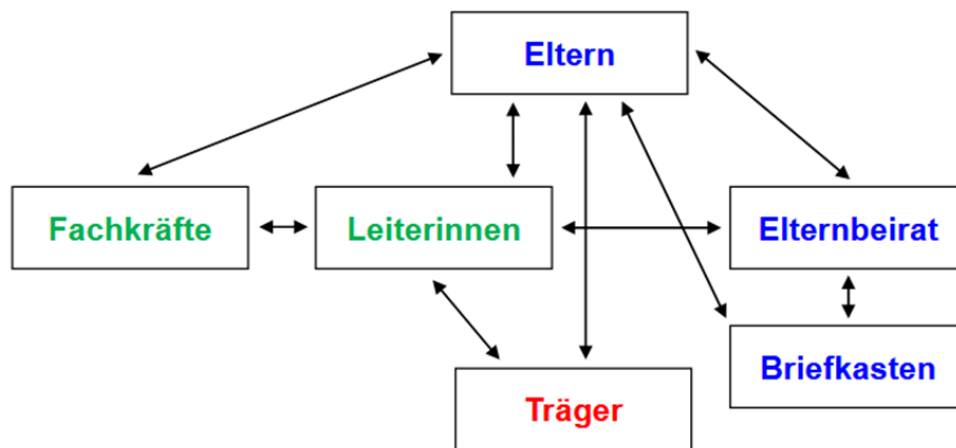 Eltern
Fachkräfte
Leiterinnen
Elternbeirat
Briefkasten
Träger